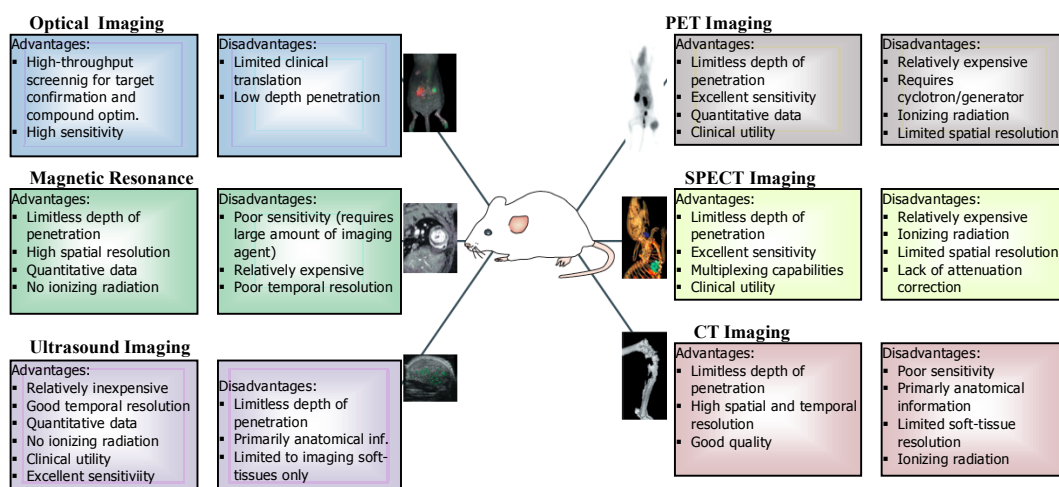 Optical Imaging
Advantages:
▪ High-throughput
screennig for target
confirmation and
compound optim.
▪ High sensitivity
Disadvantages:
▪ Limited clinical
translation
▪ Low depth penetration
PET Imaging
Advantages:
▪ Limitless depth of
penetration
▪ Excellent sensitivity
▪ Quantitative data
▪ Clinical utility
Disadvantages:
▪ Relatively expensive
▪ Requires
cyclotron/generator
▪ Ionizing radiation
▪ Limited spatial resolution
Magnetic Resonance
Advantages:
▪ Limitless depth of
penetration
▪ High spatial resolution
▪ Quantitative data
▪ No ionizing radiation
Disadvantages:
▪ Poor sensitivity (requires
large amount of imaging
agent)
▪ Relatively expensive
▪ Poor temporal resolution
SPECT Imaging
Advantages:
▪ Limitless depth of
penetration
▪ Excellent sensitivity
▪ Multiplexing capabilities
▪ Clinical utility
Disadvantages:
▪ Relatively expensive
▪ Ionizing radiation
▪ Limited spatial resolution
▪ Lack of attenuation
correction
Ultrasound Imaging
Advantages:
▪ Relatively inexpensive
▪ Good temporal resolution
▪ Quantitative data
▪ No ionizing radiation
▪ Clinical utility
▪ Excellent sensitiviity
Disadvantages:
▪ Limitless depth of
penetration
▪ Primarily anatomical inf.
▪ Limited to imaging soft-
tissues only
CT Imaging
Advantages:
▪ Limitless depth of
penetration
▪ High spatial and temporal
resolution
▪ Good quality
Disadvantages:
▪ Poor sensitivity
▪ Primarly anatomical
information
▪ Limited soft-tissue
resolution
▪ Ionizing radiation